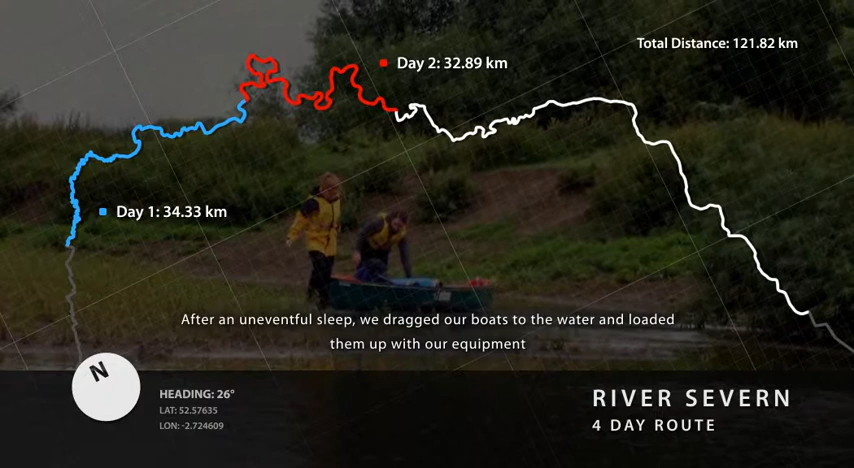 Total Distance: 121.82 km
Day 2: 32.89 km
Day 1: 34.33 km
After an uneventful sleep, we dragged our boats to the water and loaded
them up with our equipment
N
HEADING: 26°
LAT: 52.57635
LON: -2.724609
RIVER SEVERN
4 DAY ROUTE